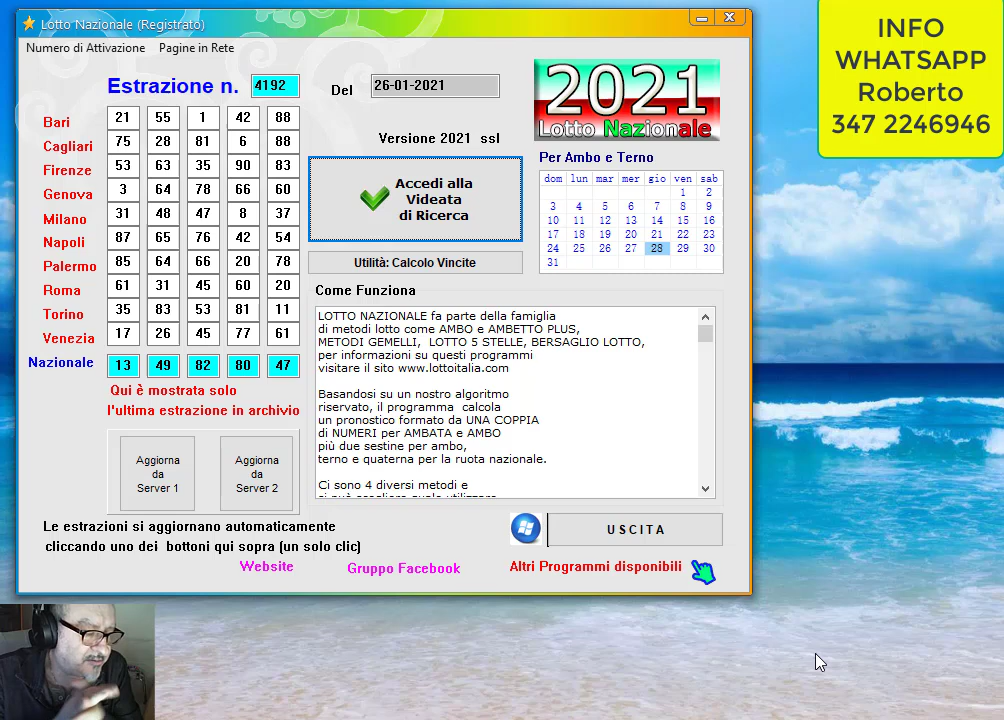 Lotto Nazionale (Registrato)
Numero di Attivazione Pagine in Rete
Estrazione n. 4192 Del 26-01-2021
Bari 21 55 1 42 88
Cagliari 75 28 81 6 88
Firenze 53 63 35 90 83
Genova 3 64 78 66 60
Milano 31 48 47 8 37
Napoli 87 65 76 42 54
Palermo 85 64 66 20 78
Roma 61 31 45 60 20
Torino 35 83 53 81 11
Venezia 17 26 45 77 61
Nazionale 13 49 82 80 47
Qui è mostrata solo
l'ultima estrazione in archivio
Aggiorna
da
Server 1
Aggiorna
da
Server 2
Le estrazioni si aggiornano automaticamente
cliccando uno dei bottoni qui sopra (un solo clic)
Website
Gruppo Facebook
Versione 2021 ssl
Accedi alla
Videata
di Ricerca
Utilità: Calcolo Vincite
2021
Lotto Nazionale
Per Ambo e Terno
dom lun mar mer gio ven sab
1 2
3 4 5 6 7 8 9
10 11 12 13 14 15 16
17 18 19 20 21 22 23
24 25 26 27 28 29 30
31
Come Funziona
LOTTO NAZIONALE fa parte della famiglia
di metodi lotto come AMBO e AMBETTO PLUS,
METODI GEMELLI, LOTTO 5 STELLE, BERSAGLIO LOTTO,
per informazioni su questi programmi
visitare il sito www.lottoitalia.com
Basandosi su un nostro algoritmo
riservato, il programma calcola
un pronostico formato da UNA COPPIA
di NUMERI per AMBATA e AMBO
più due sestine per ambo,
terno e quaterna per la ruota nazionale.
Ci sono 4 diversi metodi e
si può scegliere quale utilizzare
USCITA
Altri Programmi disponibili
INFO
WHATSAPP
Roberto
347 2246946